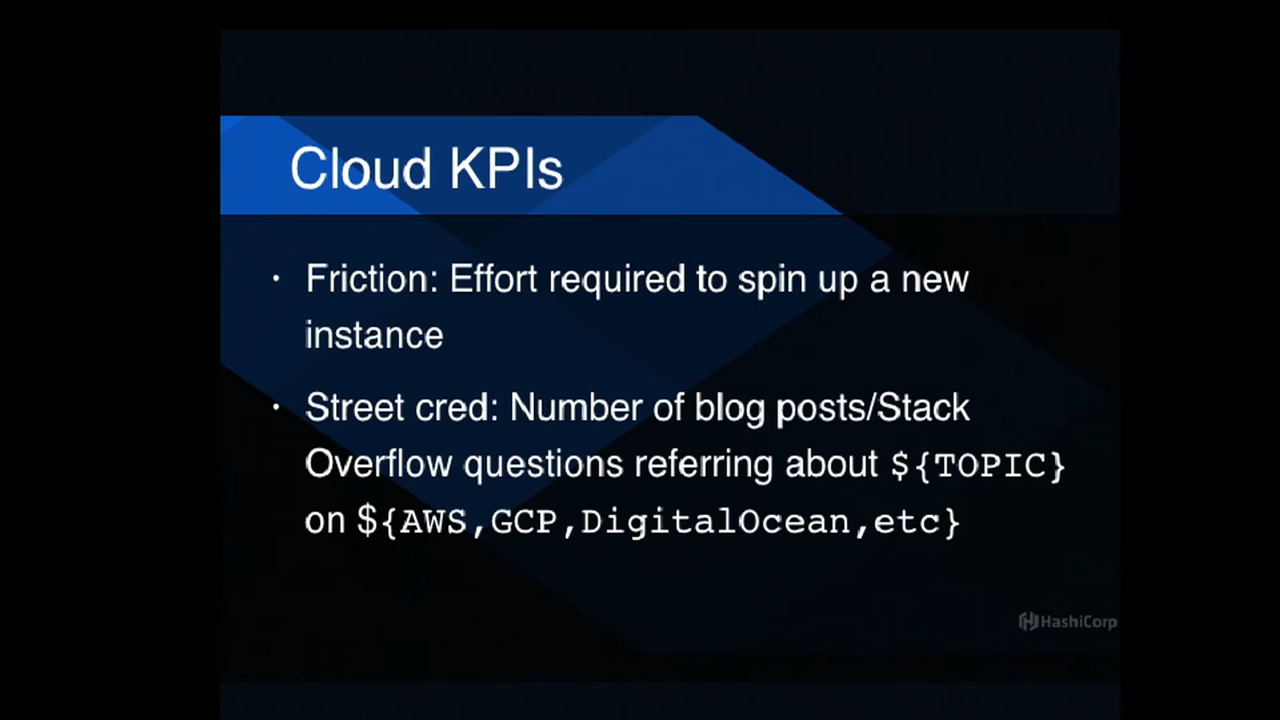 Cloud KPIs
· Friction: Effort required to spin up a new
instance
· Street cred: Number of blog posts/Stack
Overflow questions referring about ${TOPIC}
on ${AWS,GCP,DigitalOcean,etc}
HashiCorp